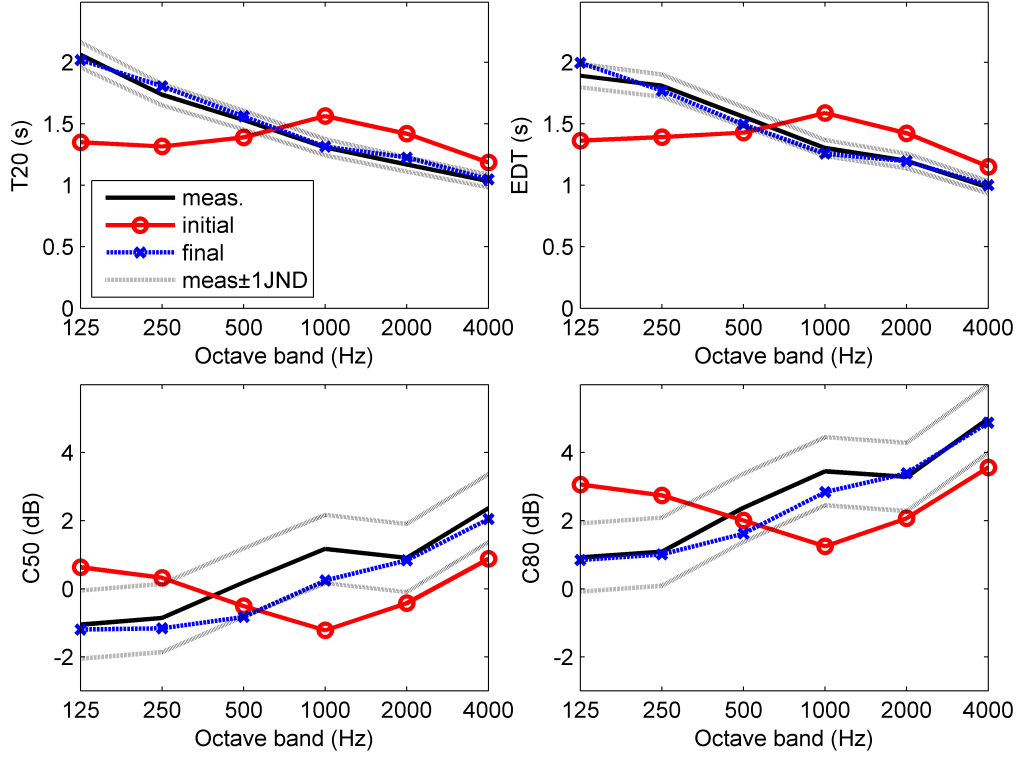 2
1.5
1
0.5
0
T20 (s)
meas.
initial
final
meas±1JND
125 250 500 1000 2000 4000
Octave band (Hz)
2
1.5
1
0.5
0
EDT (s)
125 250 500 1000 2000 4000
Octave band (Hz)
4
2
0
-2
C50 (dB)
125 250 500 1000 2000 4000
Octave band (Hz)
4
2
0
-2
C80 (dB)
125 250 500 1000 2000 4000
Octave band (Hz)